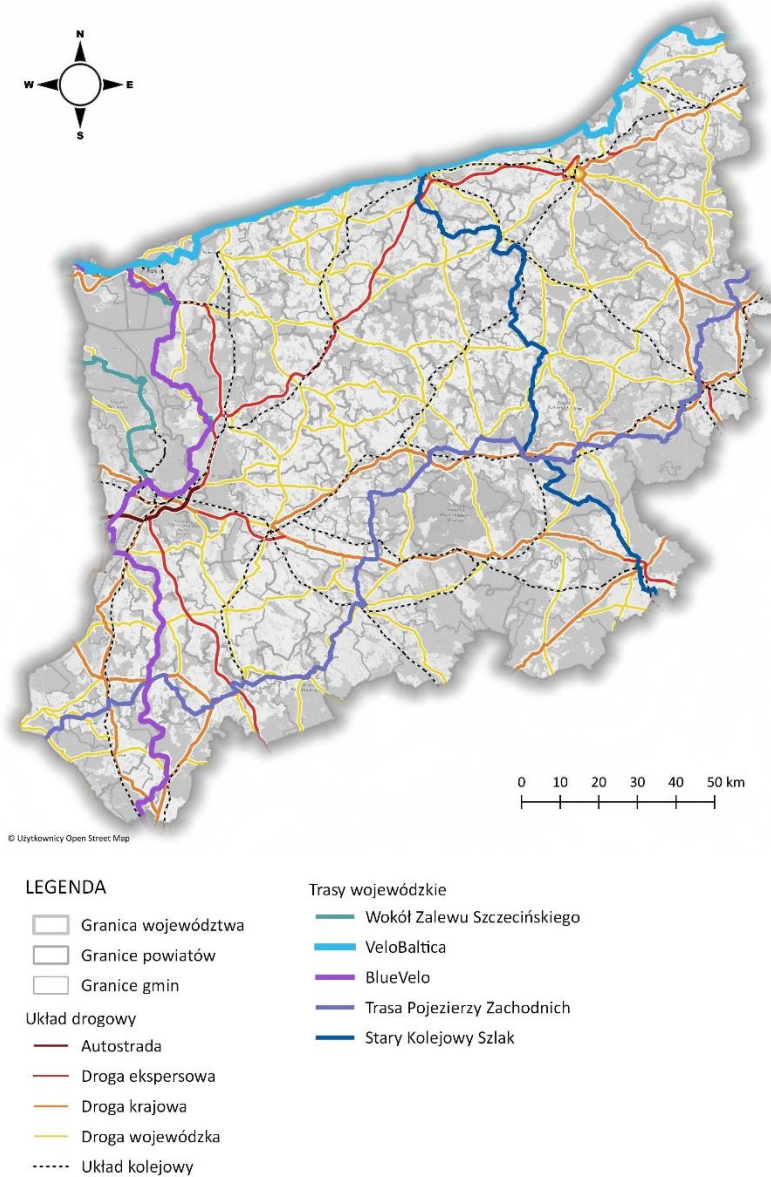 N
W
E
S
0 10 20 30 40 50 km
© Użytkownicy Open Street Map
LEGENDA
Granica województwa
Granice powiatów
Granice gmin
Układ drogowy
Autostrada
Droga ekspersowa
Droga krajowa
Droga wojewódzka
Układ kolejowy
Trasy wojewódzkie
Wokół Zalewu Szczecińskiego
VeloBaltica
BlueVelo
Trasa Pojezierzy Zachodnich
Stary Kolejowy Szlak